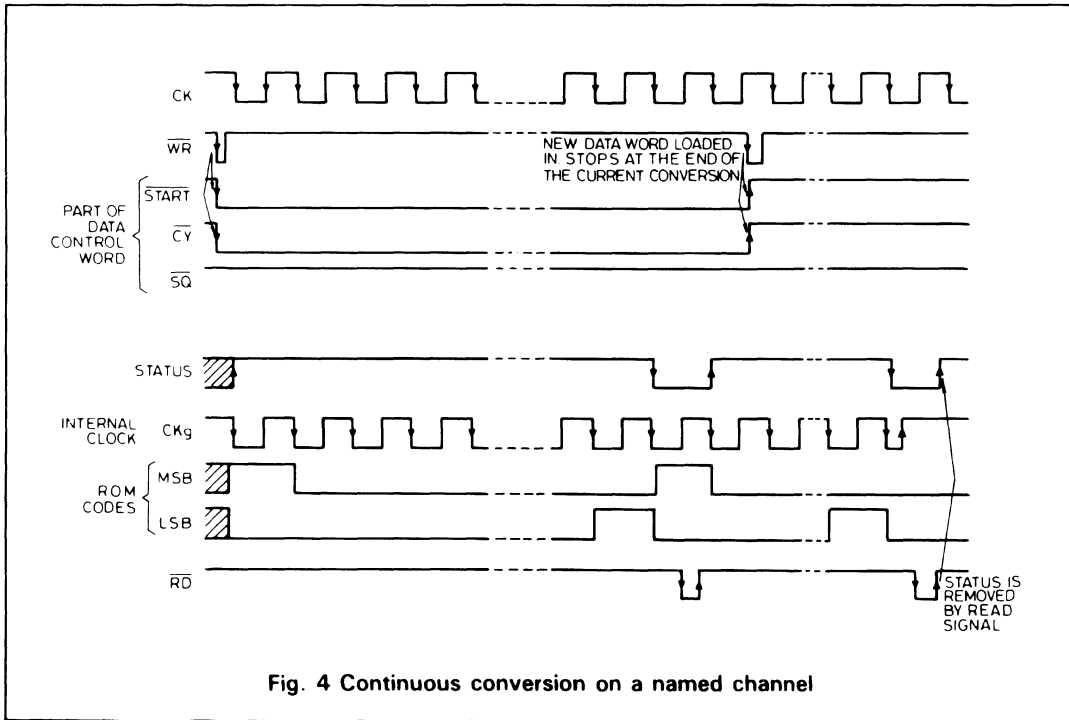 CK
WR
NEW DATA WORD LOADED
IN STOPS AT THE END OF
THE CURRENT CONVERSION
START
PART OF
DATA
CONTROL
WORD
CY
SQ
STATUS
INTERNAL
CLOCK
CKg
ROM
CODES
MSB
LSB
RD
STATUS IS
REMOVED
BY READ
SIGNAL
Fig. 4 Continuous conversion on a named channel